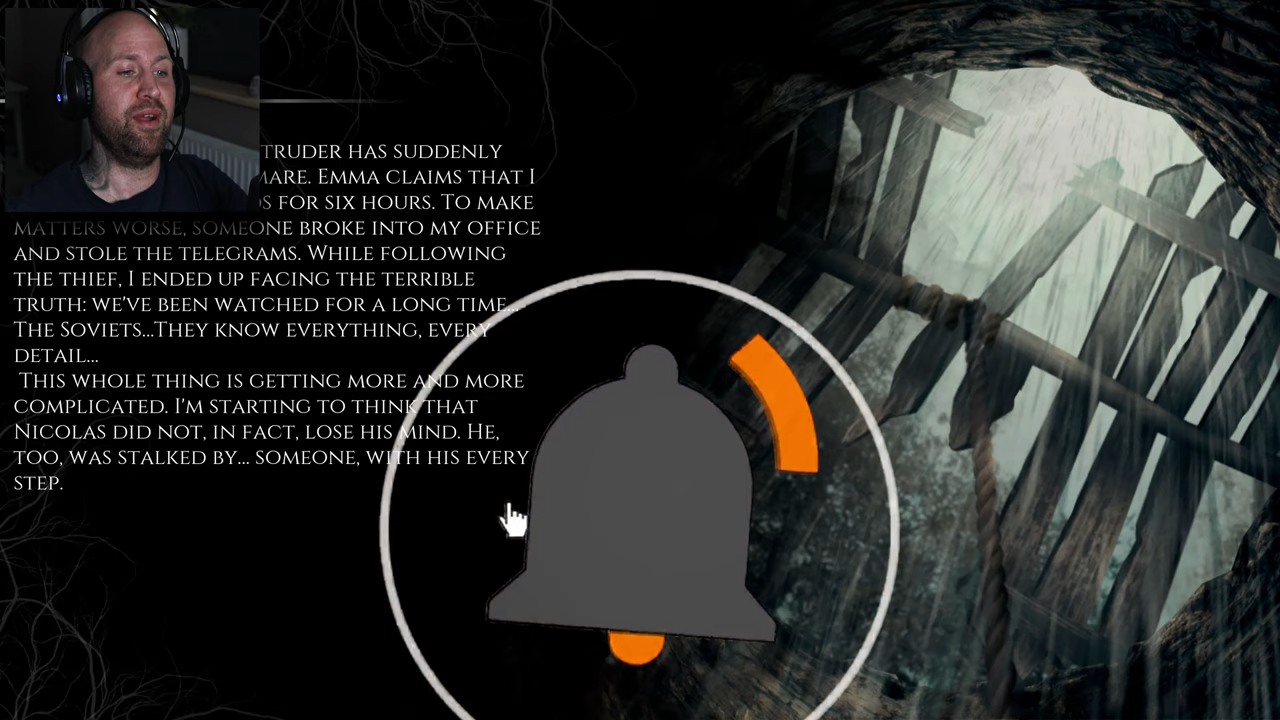 TRUDER HAS SUDDENLY
MARE. EMMA CLAIMS THAT I
S FOR SIX HOURS. TO MAKE
MATTERS WORSE, SOMEONE BROKE INTO MY OFFICE
AND STOLE THE TELEGRAMS. WHILE FOLLOWING
THE THIEF, I ENDED UP FACING THE TERRIBLE
TRUTH: WE'VE BEEN WATCHED FOR A LONG TIME...
THE SOVIETS...THEY KNOW EVERYTHING, EVERY
DETAIL...
THIS WHOLE THING IS GETTING MORE AND MORE
COMPLICATED. I'M STARTING TO THINK THAT
NICOLAS DID NOT, IN FACT, LOSE HIS MIND. HE,
TOO, WAS STALKED BY... SOMEONE, WITH HIS EVERY
STEP.